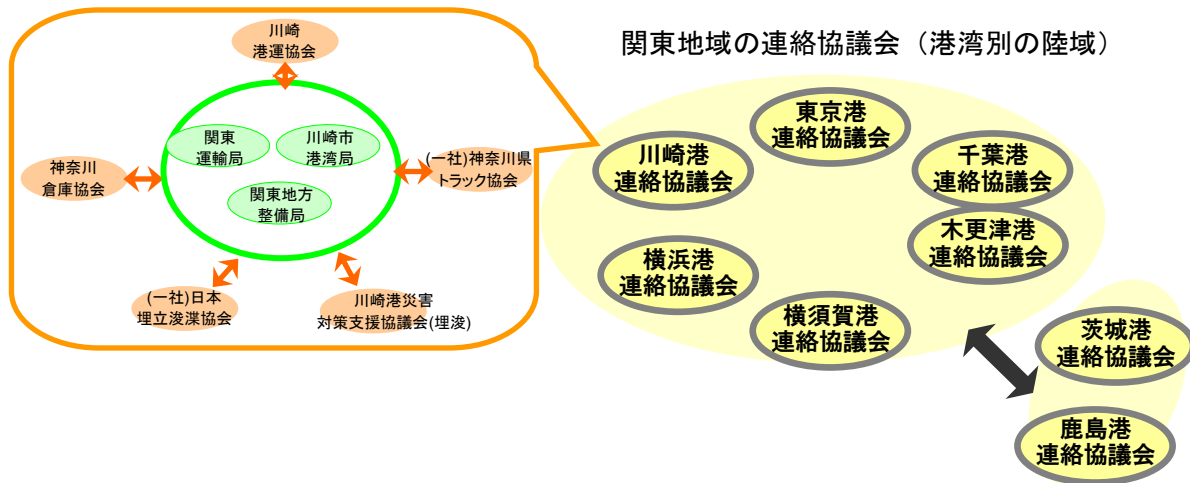 川崎
港運協会
関東
運輸局
川崎市
港湾局
関東地方
整備局
神奈川
倉庫協会
(一社)神奈川県
トラック協会
(一社)日本
埋立浚渫協会
川崎港災害
対策支援協議会(埋浚)
関東地域の連絡協議会（港湾別の陸域）
東京港
連絡協議会
川崎港
連絡協議会
千葉港
連絡協議会
木更津港
連絡協議会
横浜港
連絡協議会
横須賀港
連絡協議会
茨城港
連絡協議会
鹿島港
連絡協議会